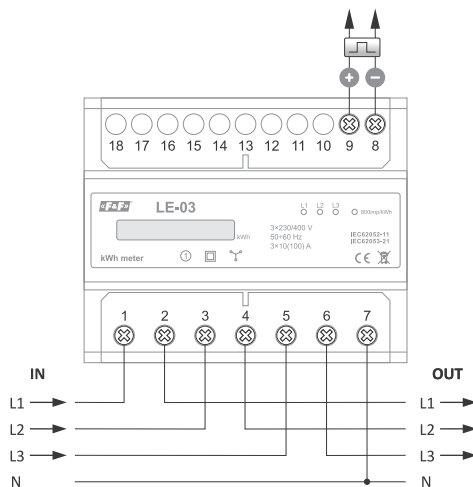 + −
18 17 16 15 14 13 12 11 10 9 8
F&F LE-03 L1 L2 L3 800imp/kWh
kWh
3×230/400 V
50÷60 Hz
3×10(100) A
IEC62052-11
IEC62053-21
kWh meter 1 CE
1 2 3 4 5 6 7
IN OUT
L1 L1
L2 L2
L3 L3
N N